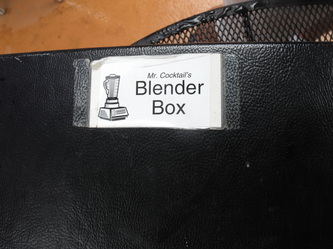 Mr. Cocktail's
Blender
Box